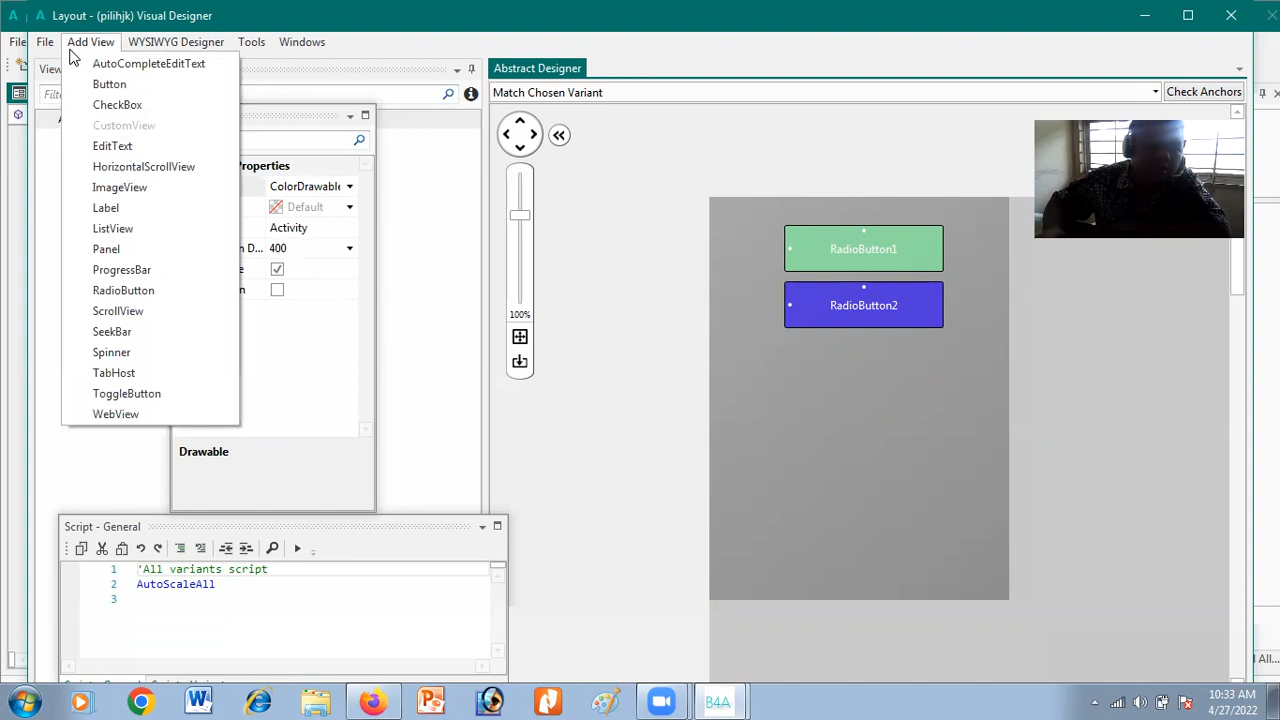 Layout - (pilihjk) Visual Designer
File File Add View WYSIWYG Designer Tools Windows
AutoCompleteEditText
Button
CheckBox
CustomView
EditText
HorizontalScrollView
ImageView
Label
ListView
Panel
ProgressBar
RadioButton
ScrollView
SeekBar
Spinner
TabHost
ToggleButton
WebView
Properties
ColorDrawable
Default
Activity
400
Drawable
Script - General
1 'All variants script
2 AutoScaleAll
3
Abstract Designer
Match Chosen Variant Check Anchors
100%
RadioButton1
RadioButton2
B4A
10:33 AM
4/27/2022